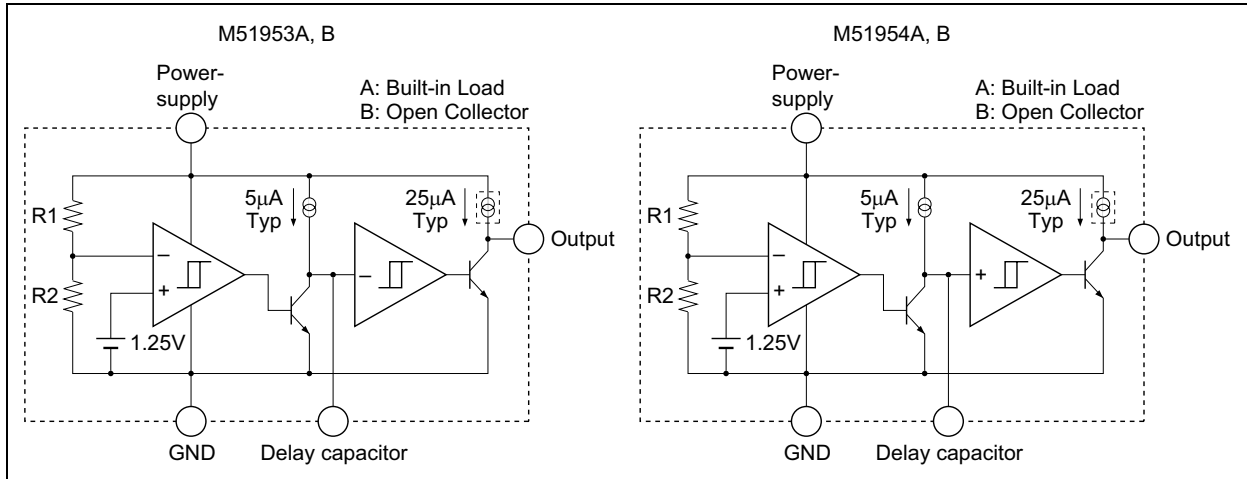 M51953A, B
Power-
supply
A: Built-in Load
B: Open Collector
5μA
Typ
25μA
Typ
R1
Output
−
+
−
R2
1.25V
GND
Delay capacitor
M51954A, B
Power-
supply
A: Built-in Load
B: Open Collector
5μA
Typ
25μA
Typ
R1
Output
−
+
+
R2
1.25V
GND
Delay capacitor